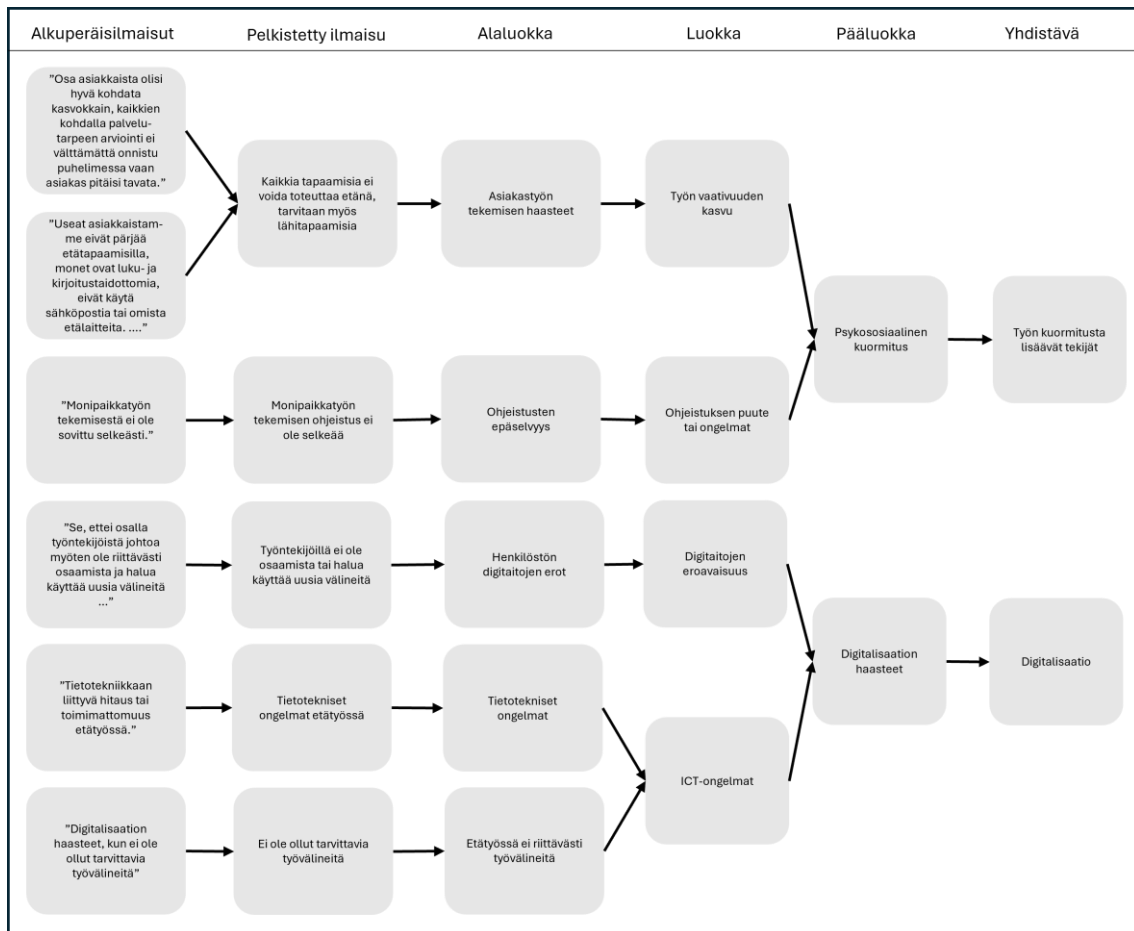 Alkuperäisilmaisut
Pelkistetty ilmaisu
Alaluokka
Luokka
Pääluokka
Yhdistävä
"Osa asiakkaista olisi
hyvä kohdata
kasvokkain, kaikkien
kohdalla palvelu-
tarpeen arviointi ei
välttämättä onnistu
puhelimessa vaan
asiakas pitäisi tavata."
"Useat asiakkaistam-
me eivät pärjää
etätapaamisilla,
monet ovat luku- ja
kirjoitustaidottomia,
eivät käytä
sähköpostia tai omista
etälaitteita. ...."
Kaikkia tapaamisia ei
voida toteuttaa etänä,
tarvitaan myös
lähitapaamisia
Asiakastyön
tekemisen haasteet
Työn vaativuuden
kasvu
"Monipaikkatyön
tekemisestä ei ole
sovittu selkeästi."
Monipaikkatyön
tekemisen ohjeistus ei
ole selkeää
Ohjeistusten
epäselvyys
Ohjeistuksen puute
tai ongelmat
Psykososiaalinen
kuormitus
Työn kuormitusta
lisäävät tekijät
"Se, ettei osalla
työntekijöistä johtoa
myöten ole riittävästi
osaamista ja halua
käyttää uusia välineitä
..."
Työntekijöillä ei ole
osaamista tai halua
käyttää uusia välineitä
Henkilöstön
digitaitojen erot
Digitaitojen
eroavaisuus
"Tietotekniikkaan
liittyvä hitaus tai
toimimattomuus
etätyössä."
Tietotekniset
ongelmat etätyössä
Tietotekniset
ongelmat
"Digitalisaation
haasteet, kun ei ole
ollut tarvittavia
työvälineitä"
Ei ole ollut tarvittavia
työvälineitä
Etätyössä ei riittävästi
työvälineitä
ICT-ongelmat
Digitalisaation
haasteet
Digitalisaatio